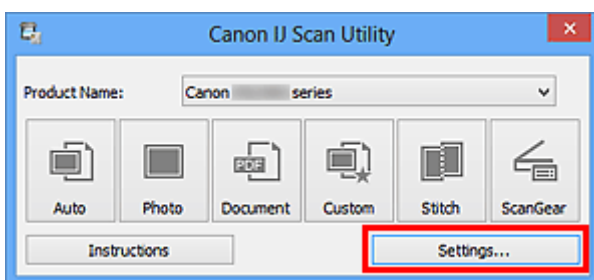 Canon IJ Scan Utility
Product Name: Canon series
PDF
Auto Photo Document Custom Stitch ScanGear
Instructions Settings...